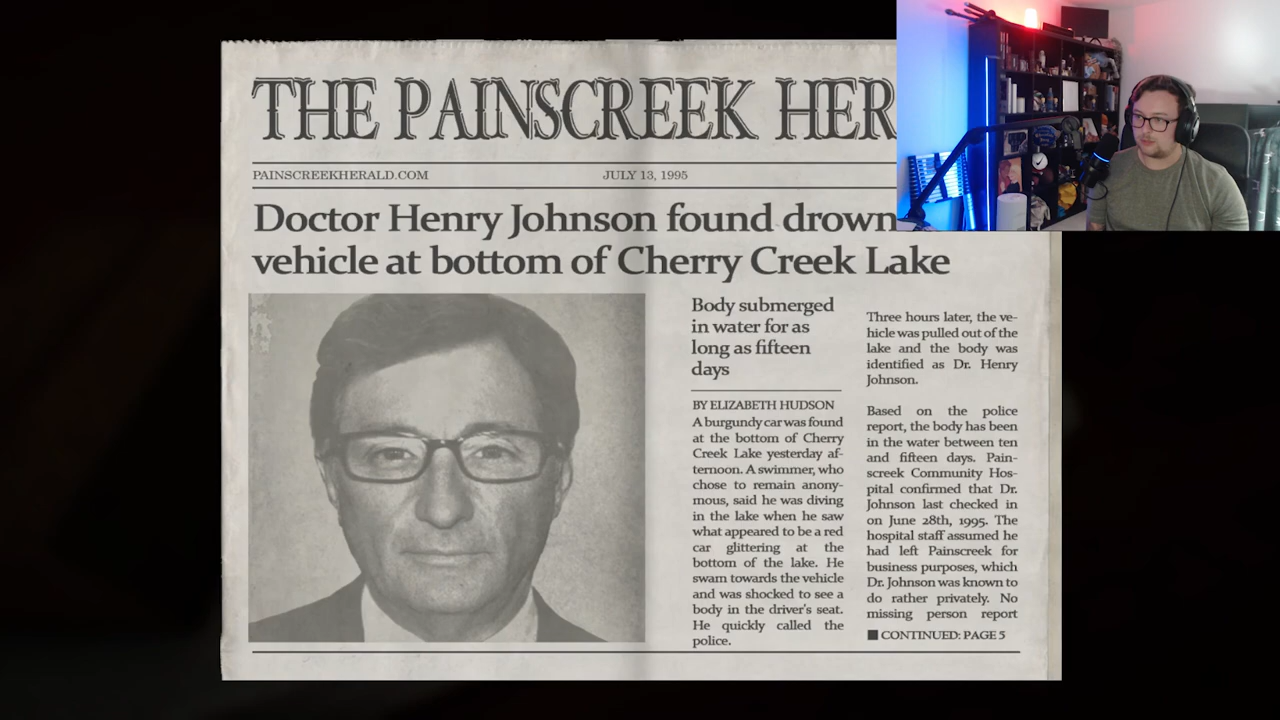 THE PAINSCREEK HER
PAINSCREEKHERALD.COM JULY 13, 1995
Doctor Henry Johnson found drown
vehicle at bottom of Cherry Creek Lake
Body submerged
in water for as
long as fifteen
days
BY ELIZABETH HUDSON
A burgundy car was found
at the bottom of Cherry
Creek Lake yesterday af-
ternoon. A swimmer, who
chose to remain anony-
mous, said he was diving
in the lake when he saw
what appeared to be a red
car glittering at the
bottom of the lake. He
swam towards the vehicle
and was shocked to see a
body in the driver's seat.
He quickly called the
police.
Three hours later, the ve-
hicle was pulled out of the
lake and the body was
identified as Dr. Henry
Johnson.
Based on the police
report, the body has been
in the water between ten
and fifteen days. Pain-
screek Community Hos-
pital confirmed that Dr.
Johnson last checked in
on June 28th, 1995. The
hospital staff assumed he
had left Painscreek for
business purposes, which
Dr. Johnson was known to
do rather privately. No
missing person report
CONTINUED: PAGE 5